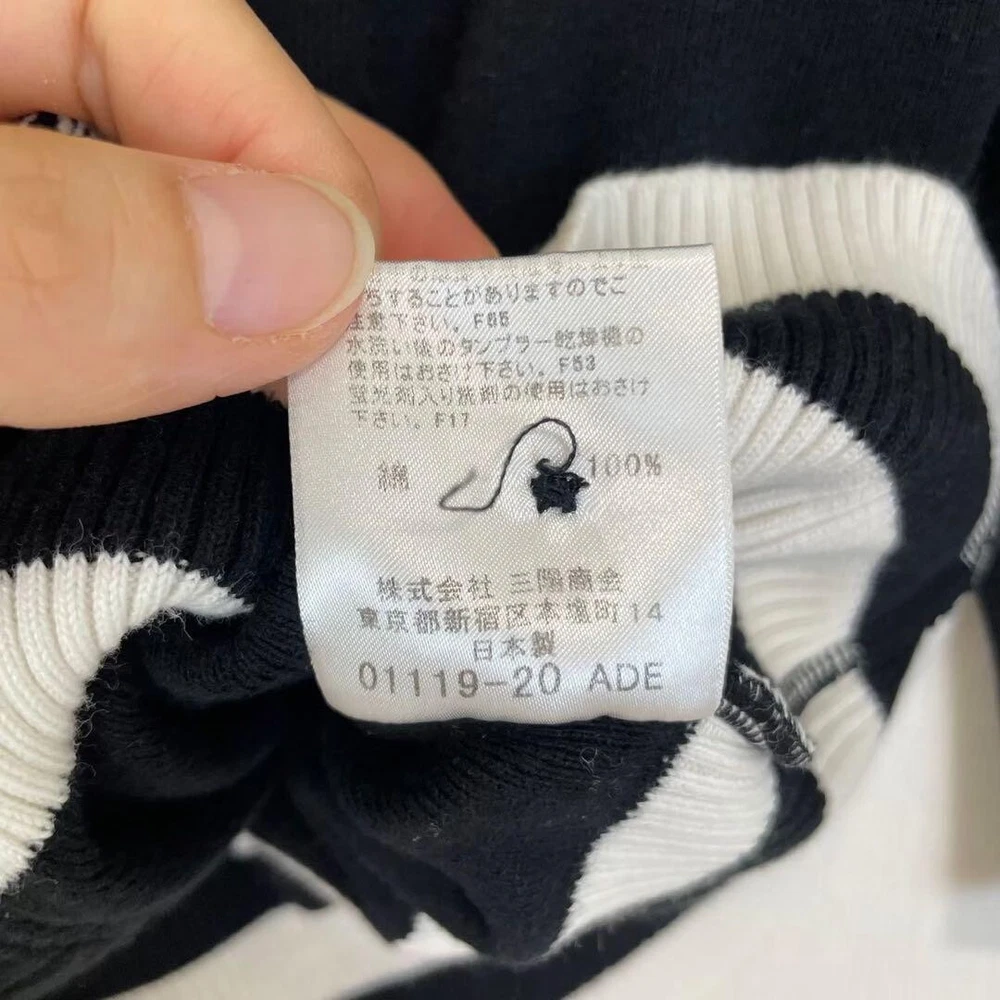 ちすることがありますのでご
注意下さい。F65
水洗い後のタンブラー乾燥機の
使用はおさけ下さい。F53
蛍光剤入り洗剤の使用はおさけ
下さい。F17
綿 100%
株式会社 三陽商会
東京都新宿区本塩町14
日本製
01119-20 ADE